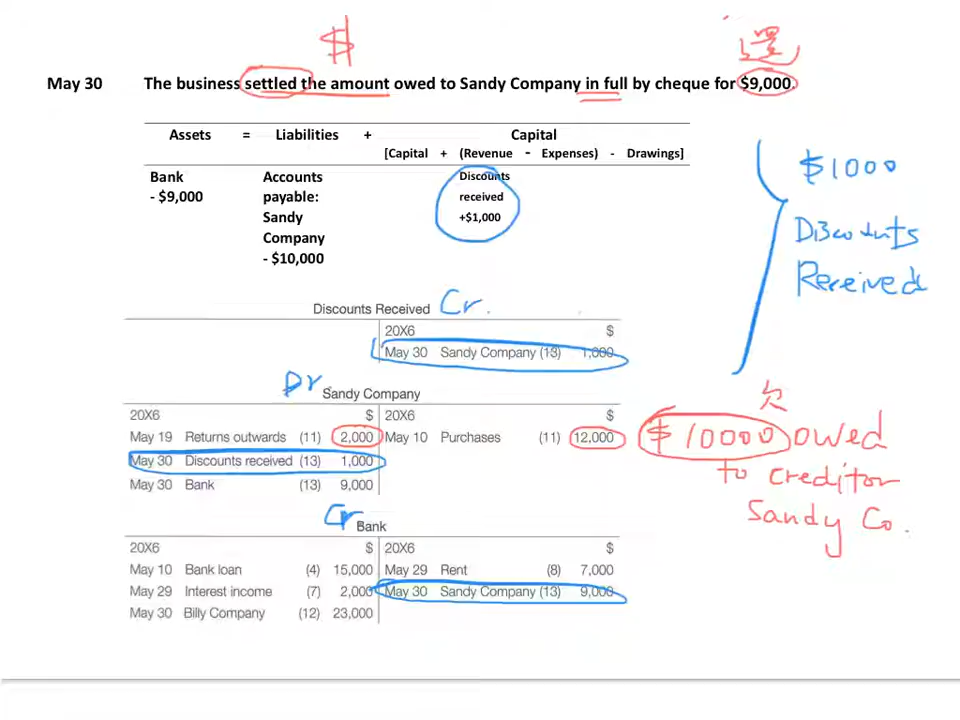 $
還
May 30 The business settled the amount owed to Sandy Company in full by cheque for $9,000.
Assets = Liabilities + Capital
[Capital + (Revenue - Expenses) - Drawings]
Bank Accounts Discounts
- $9,000 payable: received
Sandy +$1,000
Company
- $10,000
$1000
Discounts
Received
Discounts Received Cr.
20X6 $
May 30 Sandy Company (13) 1,000
Dr Sandy Company
20X6 $ 20X6 $
May 19 Returns outwards (11) 2,000 May 10 Purchases (11) 12,000
May 30 Discounts received (13) 1,000
May 30 Bank (13) 9,000
欠
$10000 owed
to creditor
Sandy Co.
Cr Bank
20X6 $ 20X6 $
May 10 Bank loan (4) 15,000 May 29 Rent (8) 7,000
May 29 Interest income (7) 2,000 May 30 Sandy Company (13) 9,000
May 30 Billy Company (12) 23,000